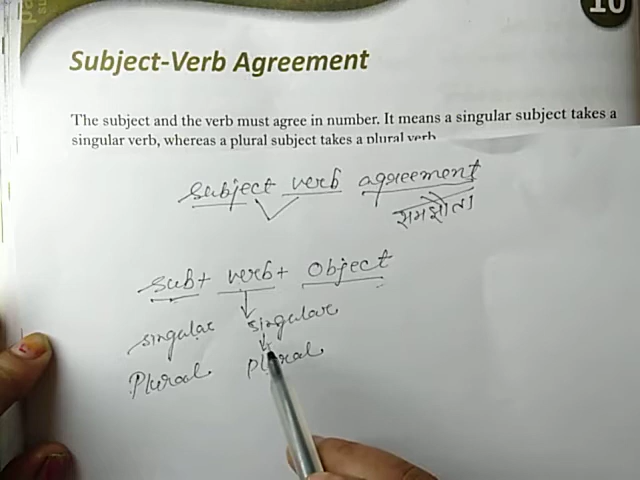 10
Subject-Verb Agreement
The subject and the verb must agree in number. It means a singular subject takes a
singular verb, whereas a plural subject takes a plural verb
subject verb agreement
समझौता
sub+ verb+ Object
singular singular
Plural Plural